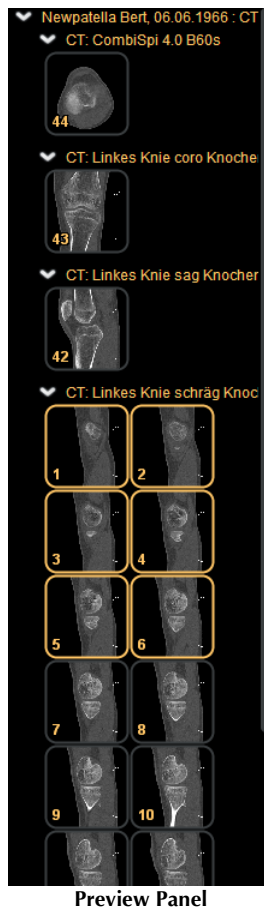 Newpatella Bert, 06.06.1966 : CT
CT: CombiSpi 4.0 B60s
44
CT: Linkes Knie coro Knoche
43
CT: Linkes Knie sag Knocher
42
CT: Linkes Knie schräg Knoc
1 2
3 4
5 6
7 8
9 10
Preview Panel